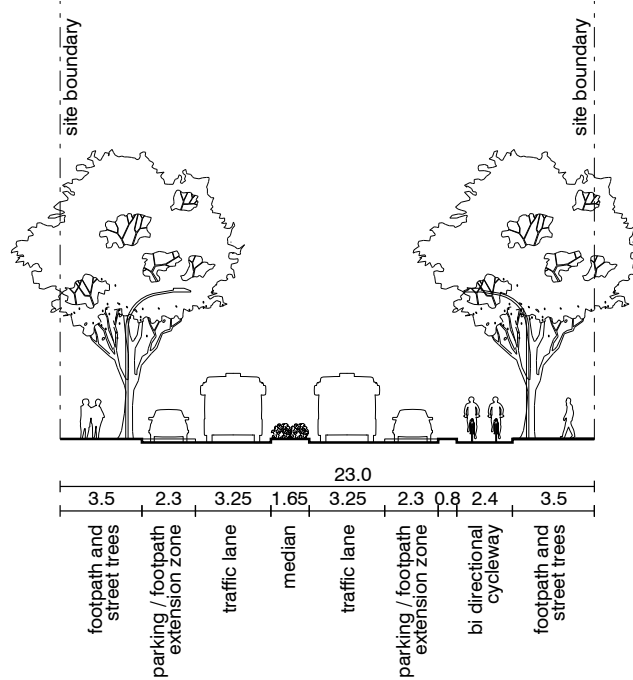 site boundary
site boundary
23.0
3.5
2.3
3.25
1.65
3.25
2.3
0.8
2.4
3.5
footpath and
street trees
parking / footpath
extension zone
traffic lane
median
traffic lane
parking / footpath
extension zone
bi directional
cycleway
footpath and
street trees